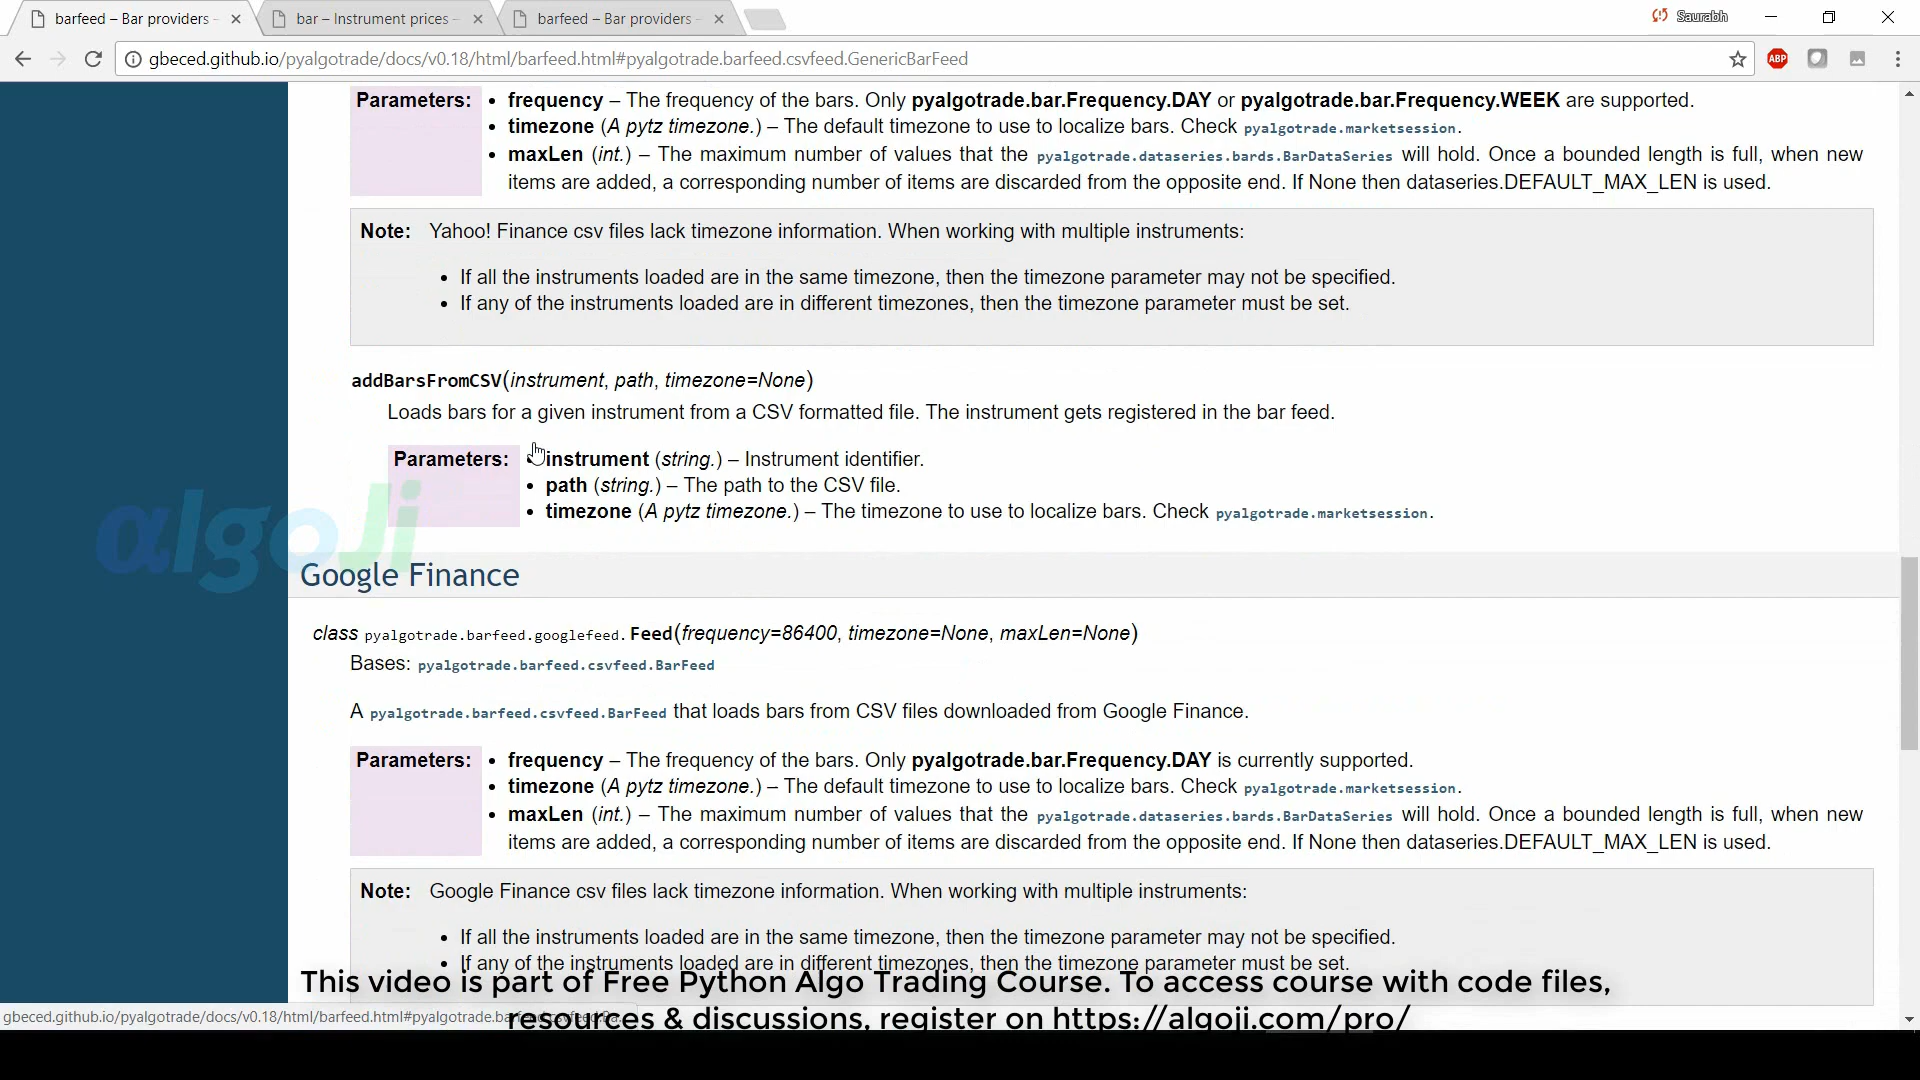 barfeed – Bar providers –
bar – Instrument prices –
barfeed – Bar providers –
Saurabh
gbeced.github.io/pyalgotrade/docs/v0.18/html/barfeed.html#pyalgotrade.barfeed.csvfeed.GenericBarFeed
ABP
Parameters:
• frequency – The frequency of the bars. Only pyalgotrade.bar.Frequency.DAY or pyalgotrade.bar.Frequency.WEEK are supported.
• timezone (A pytz timezone.) – The default timezone to use to localize bars. Check pyalgotrade.marketsession.
• maxLen (int.) – The maximum number of values that the pyalgotrade.dataseries.bards.BarDataSeries will hold. Once a bounded length is full, when new
items are added, a corresponding number of items are discarded from the opposite end. If None then dataseries.DEFAULT_MAX_LEN is used.
Note: Yahoo! Finance csv files lack timezone information. When working with multiple instruments:
• If all the instruments loaded are in the same timezone, then the timezone parameter may not be specified.
• If any of the instruments loaded are in different timezones, then the timezone parameter must be set.
addBarsFromCSV(instrument, path, timezone=None)
Loads bars for a given instrument from a CSV formatted file. The instrument gets registered in the bar feed.
Parameters:
• instrument (string.) – Instrument identifier.
• path (string.) – The path to the CSV file.
• timezone (A pytz timezone.) – The timezone to use to localize bars. Check pyalgotrade.marketsession.
αlgoJi
Google Finance
class pyalgotrade.barfeed.googlefeed.Feed(frequency=86400, timezone=None, maxLen=None)
Bases: pyalgotrade.barfeed.csvfeed.BarFeed
A pyalgotrade.barfeed.csvfeed.BarFeed that loads bars from CSV files downloaded from Google Finance.
Parameters:
• frequency – The frequency of the bars. Only pyalgotrade.bar.Frequency.DAY is currently supported.
• timezone (A pytz timezone.) – The default timezone to use to localize bars. Check pyalgotrade.marketsession.
• maxLen (int.) – The maximum number of values that the pyalgotrade.dataseries.bards.BarDataSeries will hold. Once a bounded length is full, when new
items are added, a corresponding number of items are discarded from the opposite end. If None then dataseries.DEFAULT_MAX_LEN is used.
Note: Google Finance csv files lack timezone information. When working with multiple instruments:
• If all the instruments loaded are in the same timezone, then the timezone parameter may not be specified.
• If any of the instruments loaded are in different timezones, then the timezone parameter must be set.
This video is part of Free Python Algo Trading Course. To access course with code files,
resources & discussions, register on https://algoji.com/pro/
gbeced.github.io/pyalgotrade/docs/v0.18/html/barfeed.html#pyalgotrade.ba